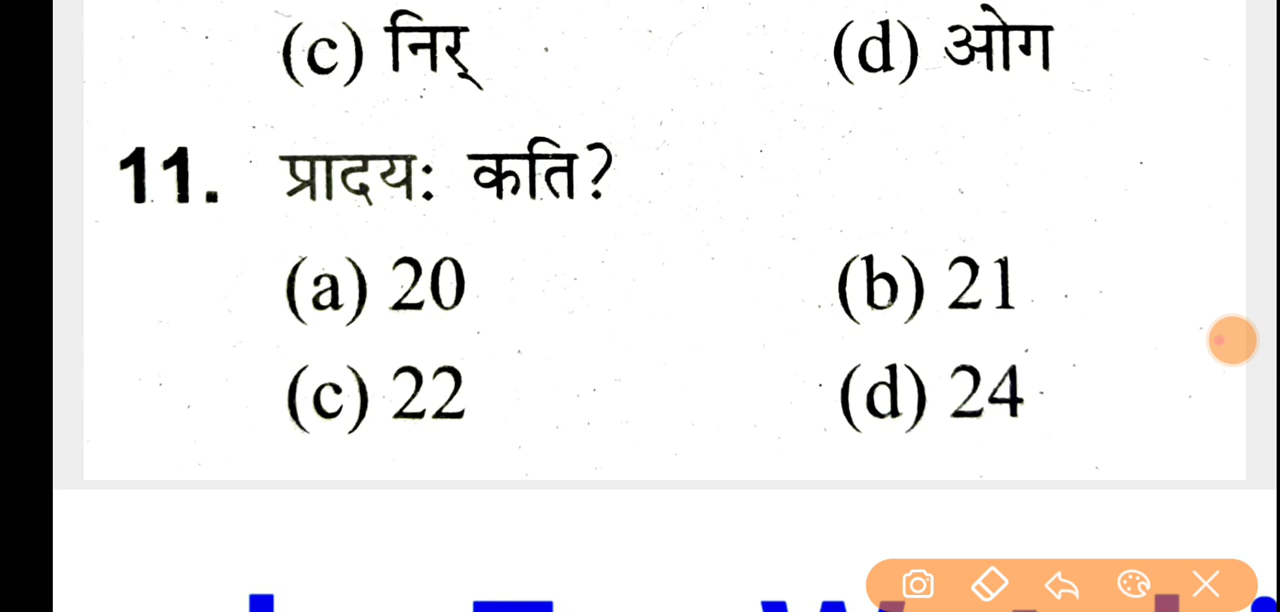 (c) निर् (d) ओग
11. प्रादयः कति?
(a) 20 (b) 21
(c) 22 (d) 24